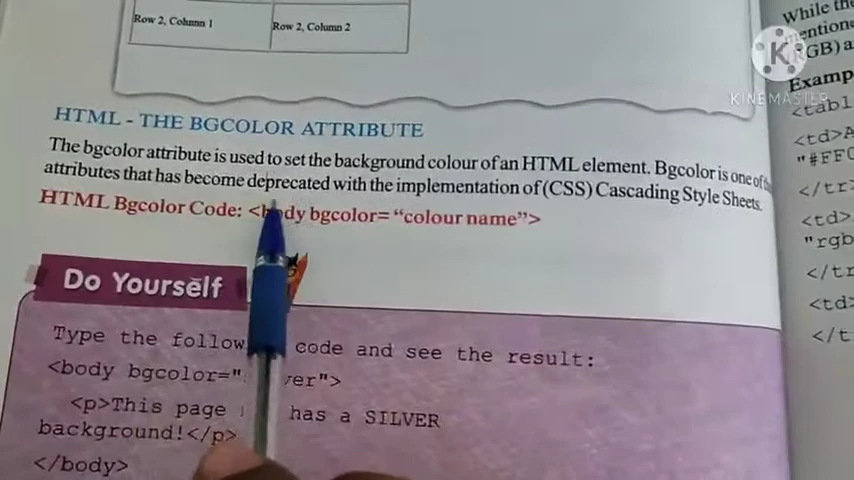 Row 2, Column 1
Row 2, Column 2
HTML - THE BGCOLOR ATTRIBUTE
The bgcolor attribute is used to set the background colour of an HTML element. Bgcolor is one of the
attributes that has become deprecated with the implementation of (CSS) Cascading Style Sheets.
HTML Bgcolor Code: <body bgcolor= “colour name”>
Do Yourself
Type the code and see the result:
<body bgcolor="
<p>This page has a SILVER
background!</p>
</body>
While the
RGB) a
Examp
<tabl
<td>A
"#FF0
</tr
<td>
"rgb
</tr
<td>
</t
K
KINEMASTER